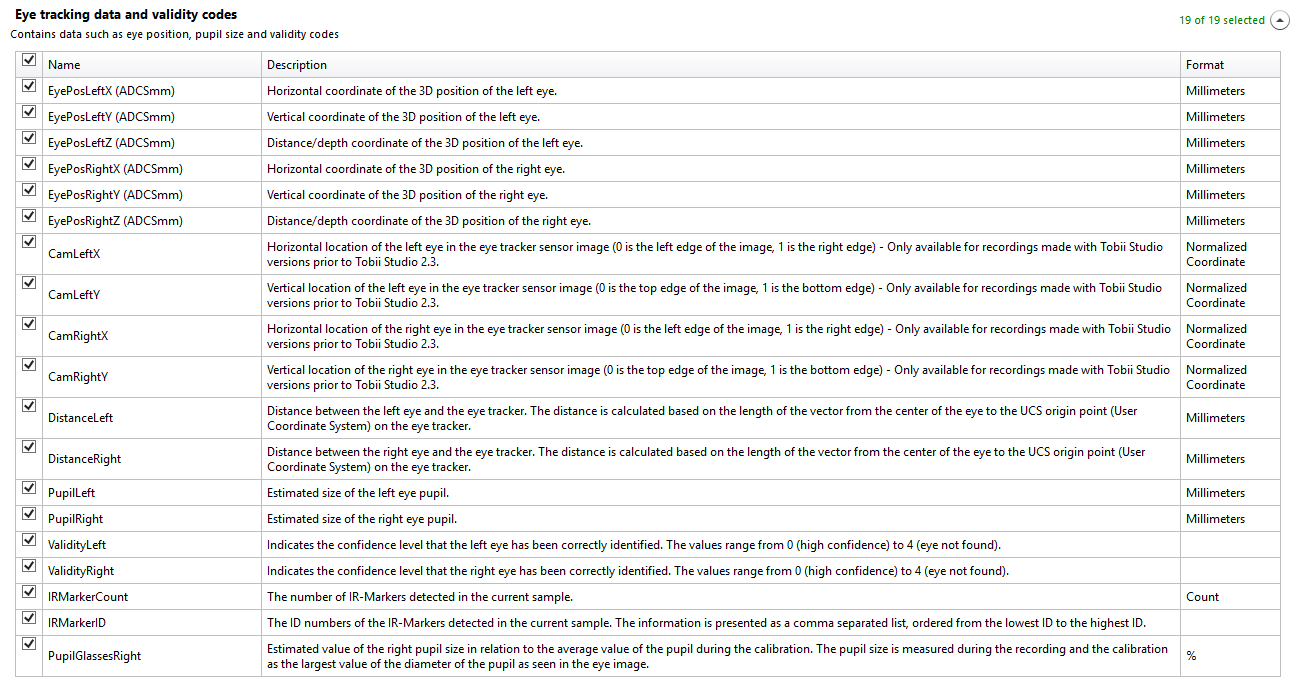 Eye tracking data and validity codes
19 of 19 selected
Contains data such as eye position, pupil size and validity codes
Name Description Format
EyePosLeftX (ADCSmm) Horizontal coordinate of the 3D position of the left eye. Millimeters
EyePosLeftY (ADCSmm) Vertical coordinate of the 3D position of the left eye. Millimeters
EyePosLeftZ (ADCSmm) Distance/depth coordinate of the 3D position of the left eye. Millimeters
EyePosRightX (ADCSmm) Horizontal coordinate of the 3D position of the right eye. Millimeters
EyePosRightY (ADCSmm) Vertical coordinate of the 3D position of the right eye. Millimeters
EyePosRightZ (ADCSmm) Distance/depth coordinate of the 3D position of the right eye. Millimeters
CamLeftX
Horizontal location of the left eye in the eye tracker sensor image (0 is the left edge of the image, 1 is the right edge) - Only available for recordings made with Tobii Studio
versions prior to Tobii Studio 2.3.
Normalized
Coordinate
CamLeftY
Vertical location of the left eye in the eye tracker sensor image (0 is the top edge of the image, 1 is the bottom edge) - Only available for recordings made with Tobii Studio
versions prior to Tobii Studio 2.3.
Normalized
Coordinate
CamRightX
Horizontal location of the right eye in the eye tracker sensor image (0 is the left edge of the image, 1 is the right edge) - Only available for recordings made with Tobii Studio
versions prior to Tobii Studio 2.3.
Normalized
Coordinate
CamRightY
Vertical location of the right eye in the eye tracker sensor image (0 is the top edge of the image, 1 is the bottom edge) - Only available for recordings made with Tobii Studio
versions prior to Tobii Studio 2.3.
Normalized
Coordinate
DistanceLeft
Distance between the left eye and the eye tracker. The distance is calculated based on the length of the vector from the center of the eye to the UCS origin point (User
Coordinate System) on the eye tracker.
Millimeters
DistanceRight
Distance between the right eye and the eye tracker. The distance is calculated based on the length of the vector from the center of the eye to the UCS origin point (User
Coordinate System) on the eye tracker.
Millimeters
PupilLeft Estimated size of the left eye pupil. Millimeters
PupilRight Estimated size of the right eye pupil. Millimeters
ValidityLeft Indicates the confidence level that the left eye has been correctly identified. The values range from 0 (high confidence) to 4 (eye not found).
ValidityRight Indicates the confidence level that the right eye has been correctly identified. The values range from 0 (high confidence) to 4 (eye not found).
IRMarkerCount The number of IR-Markers detected in the current sample. Count
IRMarkerID The ID numbers of the IR-Markers detected in the current sample. The information is presented as a comma separated list, ordered from the lowest ID to the highest ID.
PupilGlassesRight
Estimated value of the right pupil size in relation to the average value of the pupil during the calibration. The pupil size is measured during the recording and the calibration
as the largest value of the diameter of the pupil as seen in the eye image.
%